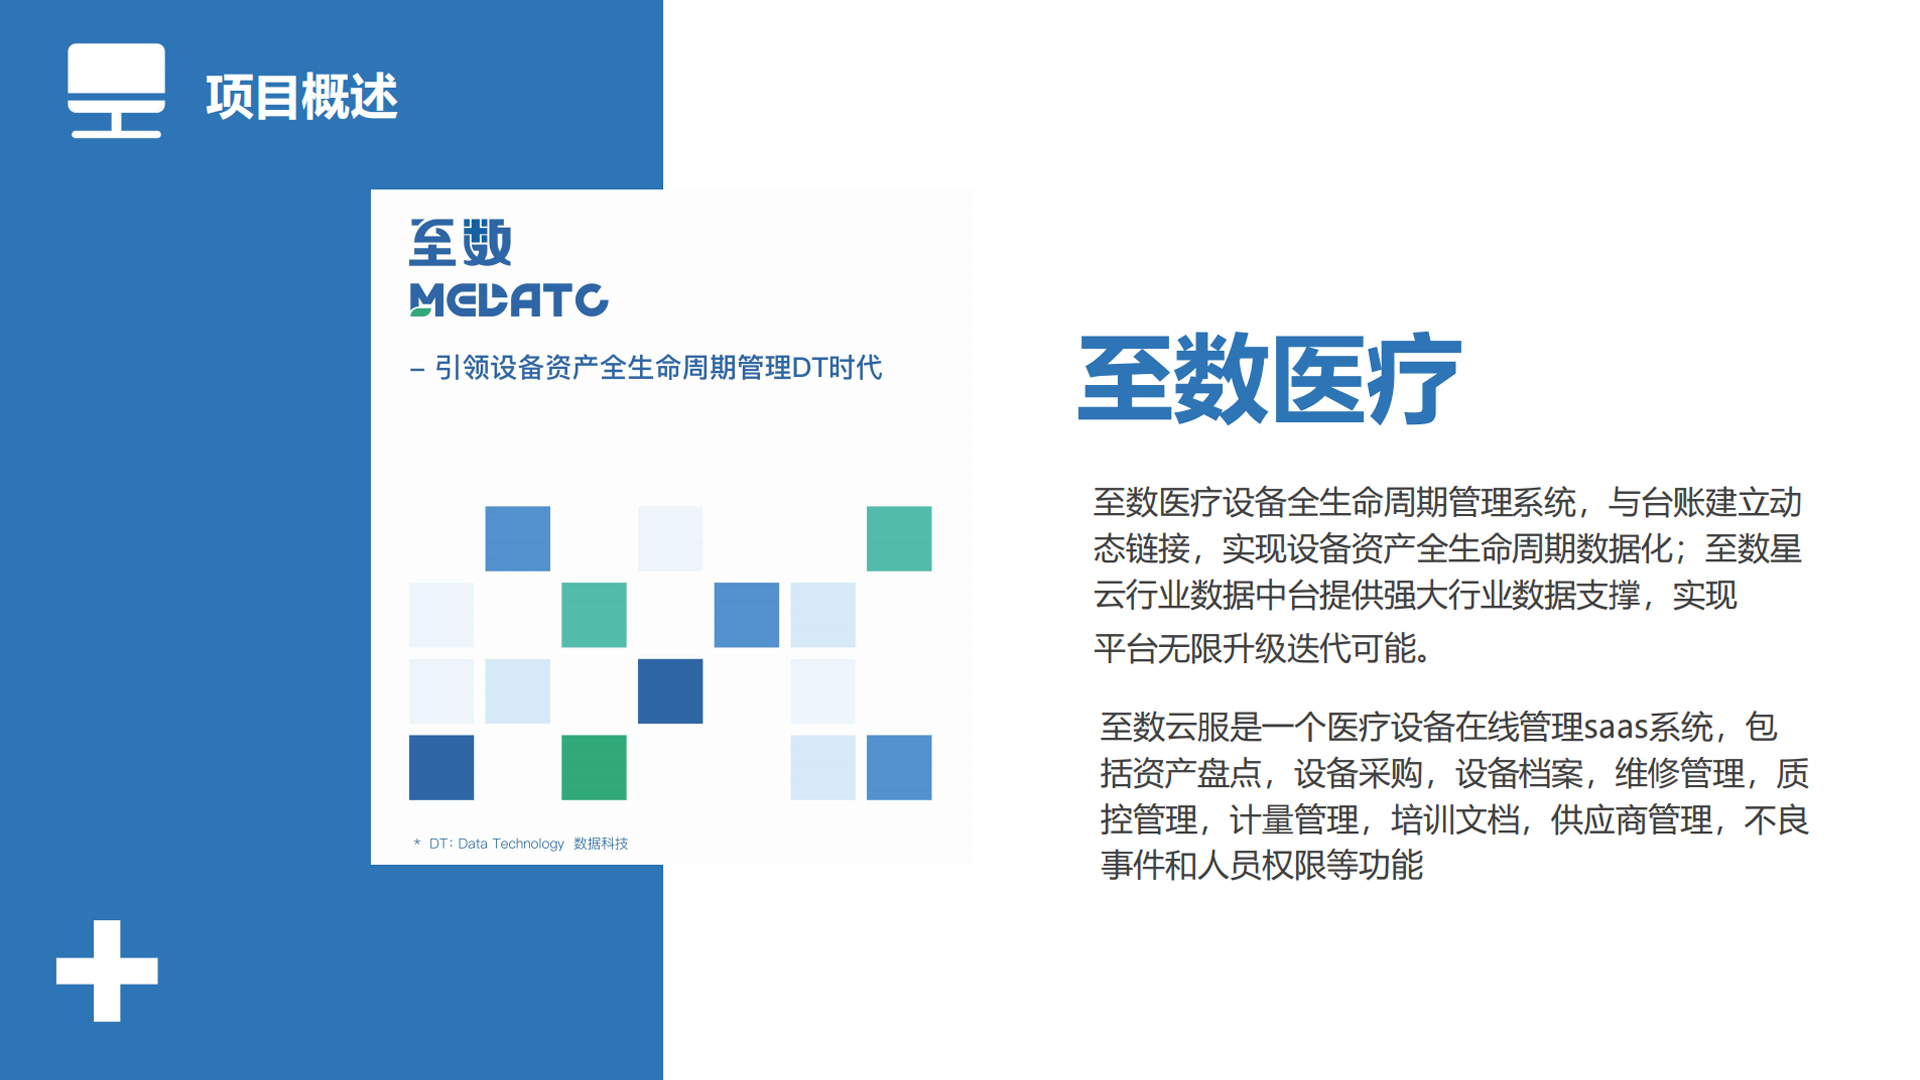 项目概述
至数
MEDATC
– 引领设备资产全生命周期管理DT时代
* DT: Data Technology 数据科技
至数医疗
至数医疗设备全生命周期管理系统，与台账建立动
态链接，实现设备资产全生命周期数据化；至数星
云行业数据中台提供强大行业数据支撑，实现
平台无限升级迭代可能。
至数云服是一个医疗设备在线管理saas系统，包
括资产盘点，设备采购，设备档案，维修管理，质
控管理，计量管理，培训文档，供应商管理，不良
事件和人员权限等功能